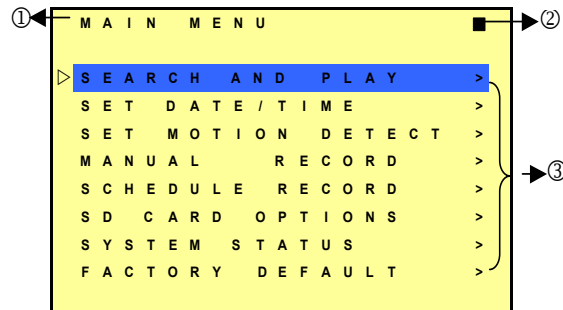 ① MAIN MENU ■ ②
▷ SEARCH AND PLAY >
SET DATE/TIME >
SET MOTION DETECT >
MANUAL RECORD >
③
SCHEDULE RECORD >
SD CARD OPTIONS >
SYSTEM STATUS >
FACTORY DEFAULT >